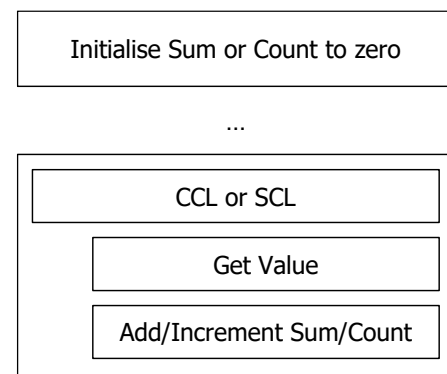 Initialise Sum or Count to zero
...
CCL or SCL
Get Value
Add/Increment Sum/Count